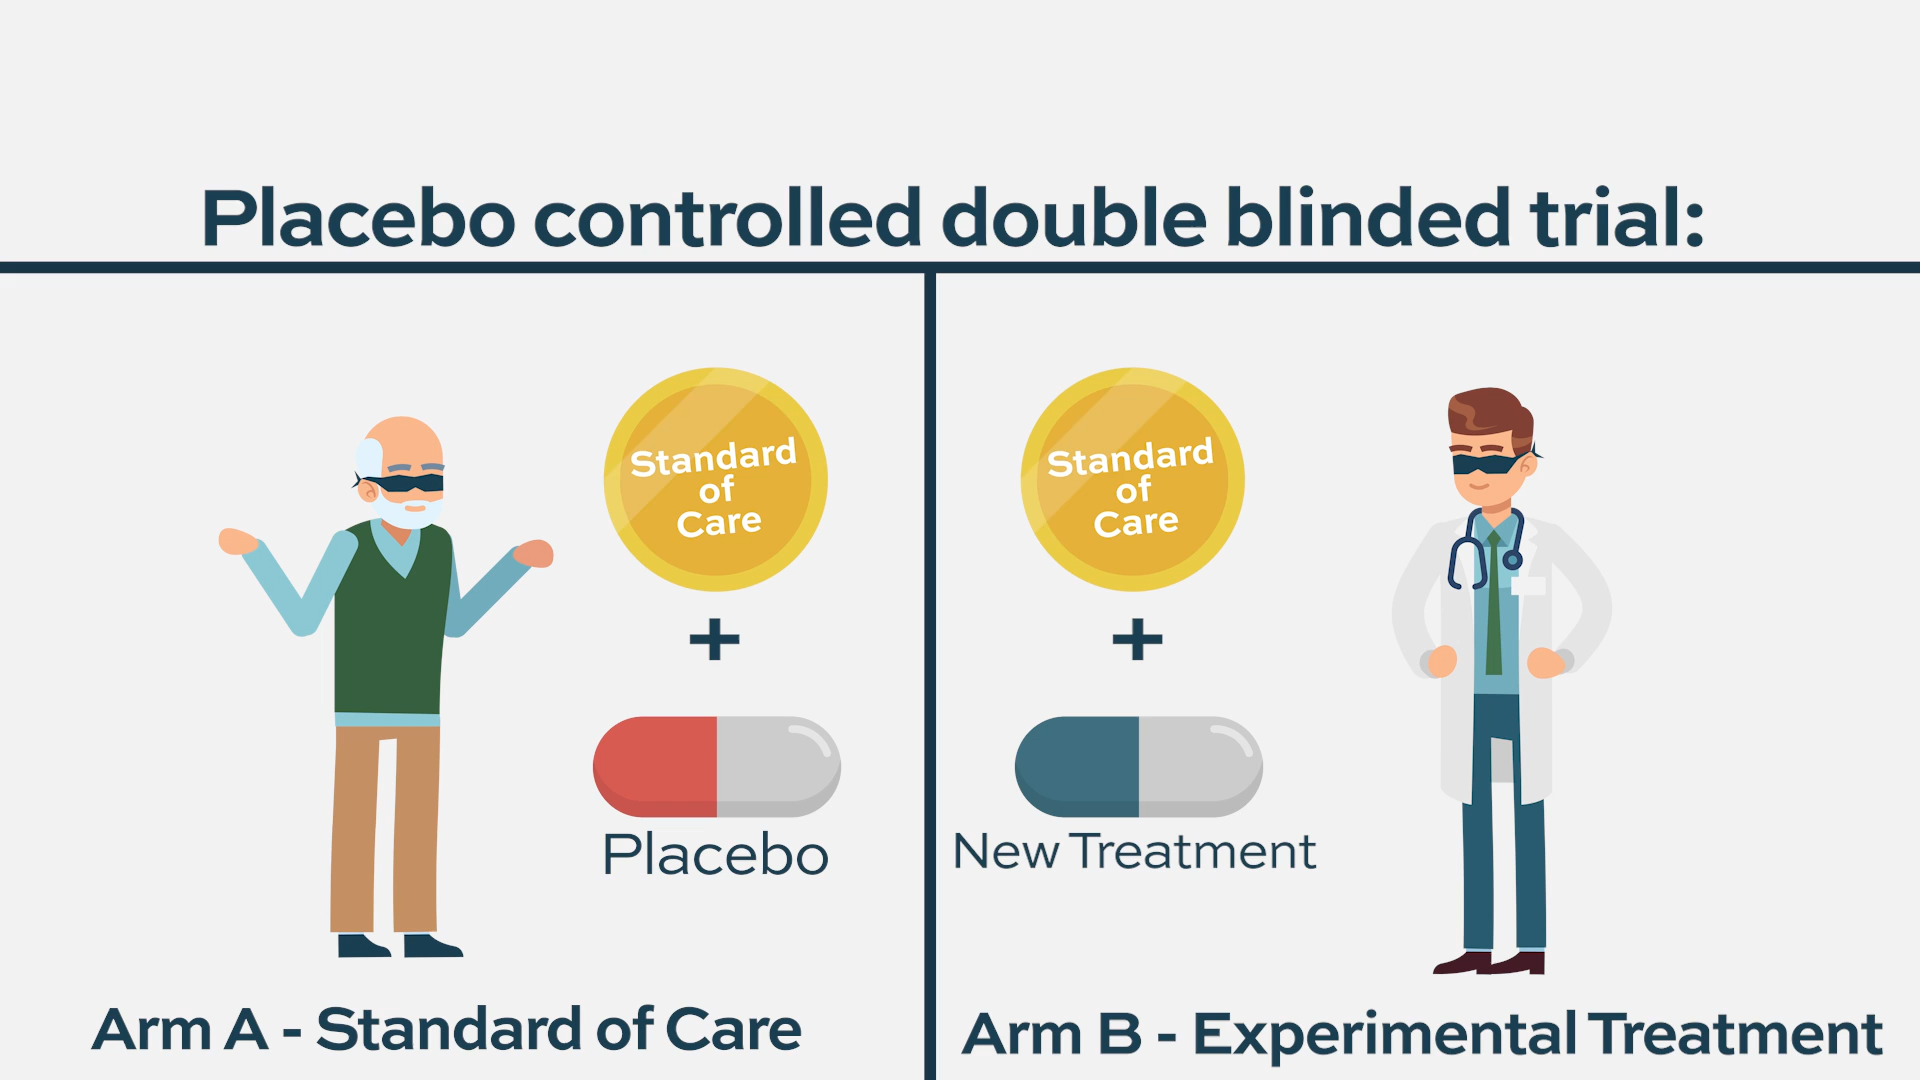 Placebo controlled double blinded trial:
Standard
of
Care
+
Placebo
Arm A - Standard of Care
Standard
of
Care
+
New Treatment
Arm B - Experimental Treatment